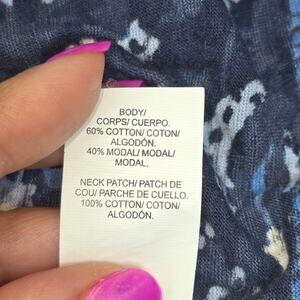 BODY/
CORPS/ CUERPO.
60% COTTON/ COTON/
ALGODÓN.
40% MODAL/ MODAL/
MODAL.
NECK PATCH/ PATCH DE
COU/ PARCHE DE CUELLO.
100% COTTON/ COTON/
ALGODÓN.